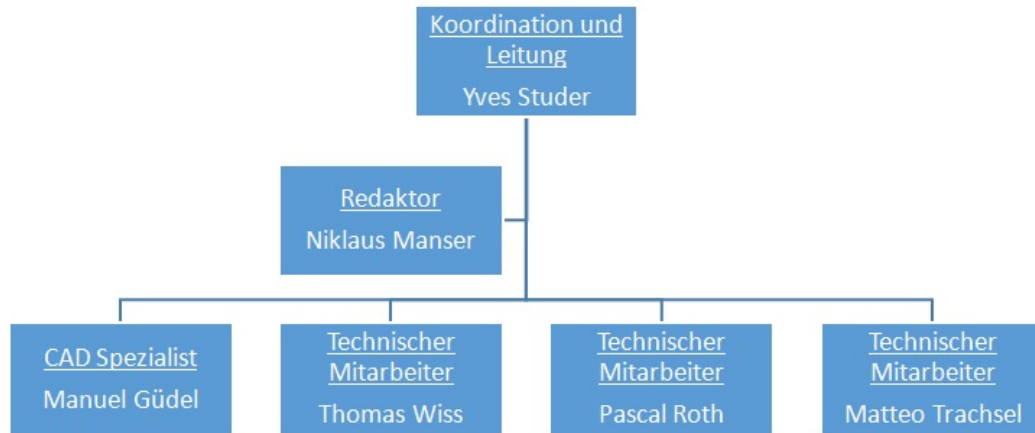 Koordination und
Leitung
Yves Studer
Redaktor
Niklaus Manser
CAD Spezialist
Manuel Güdel
Technischer
Mitarbeiter
Thomas Wiss
Technischer
Mitarbeiter
Pascal Roth
Technischer
Mitarbeiter
Matteo Trachsel